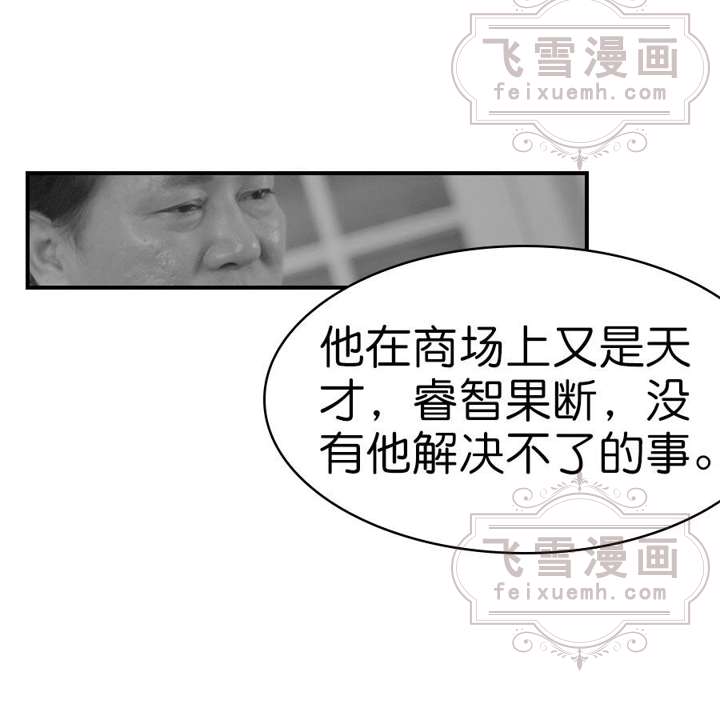 飞雪漫画
feixuemh.com
他在商场上又是天
才，睿智果断，没
有他解决不了的事。
飞雪漫画
feixuemh.com